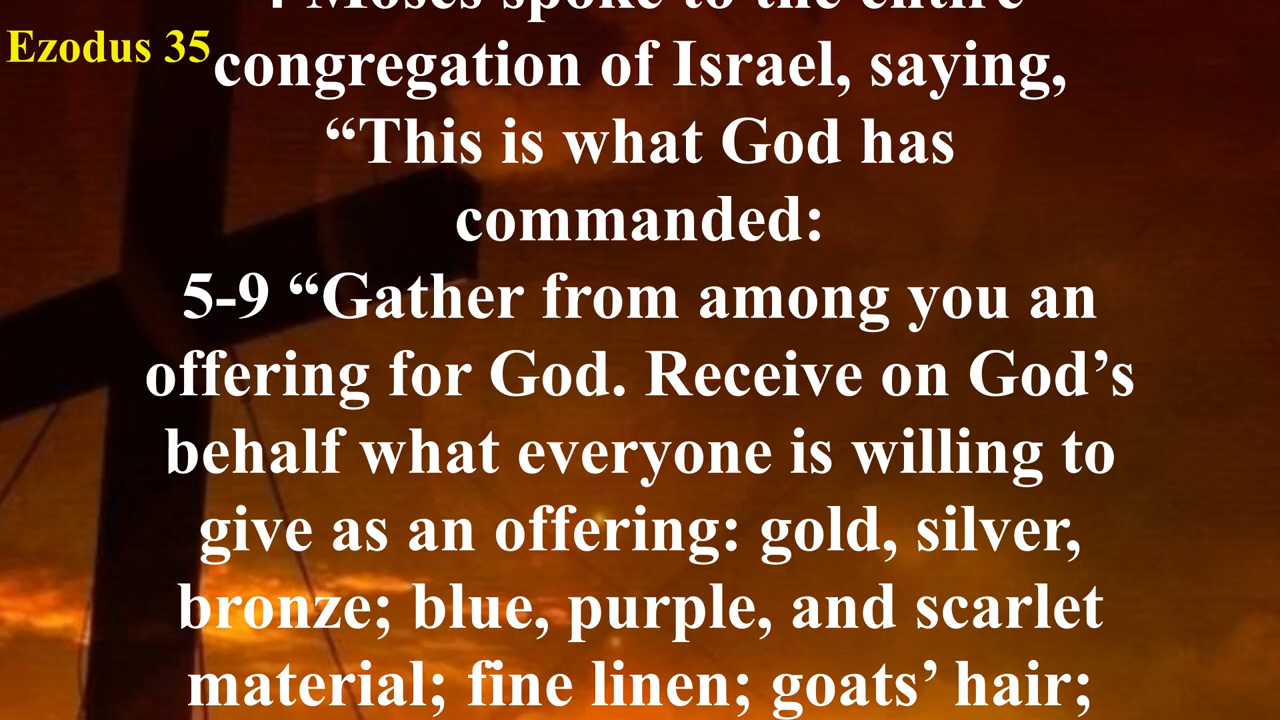 4 Moses spoke to the entire
Ezodus 35
congregation of Israel, saying,
“This is what God has
commanded:
5-9 “Gather from among you an
offering for God. Receive on God’s
behalf what everyone is willing to
give as an offering: gold, silver,
bronze; blue, purple, and scarlet
material; fine linen; goats’ hair;